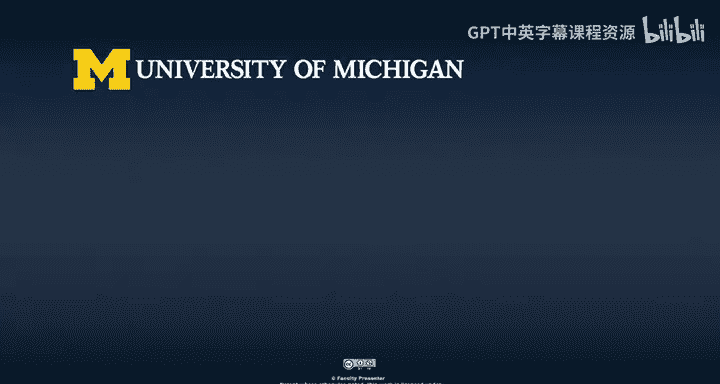 GPT中英字幕课程资源 bilibili
M UNIVERSITY OF MICHIGAN
© Faculty Presenter